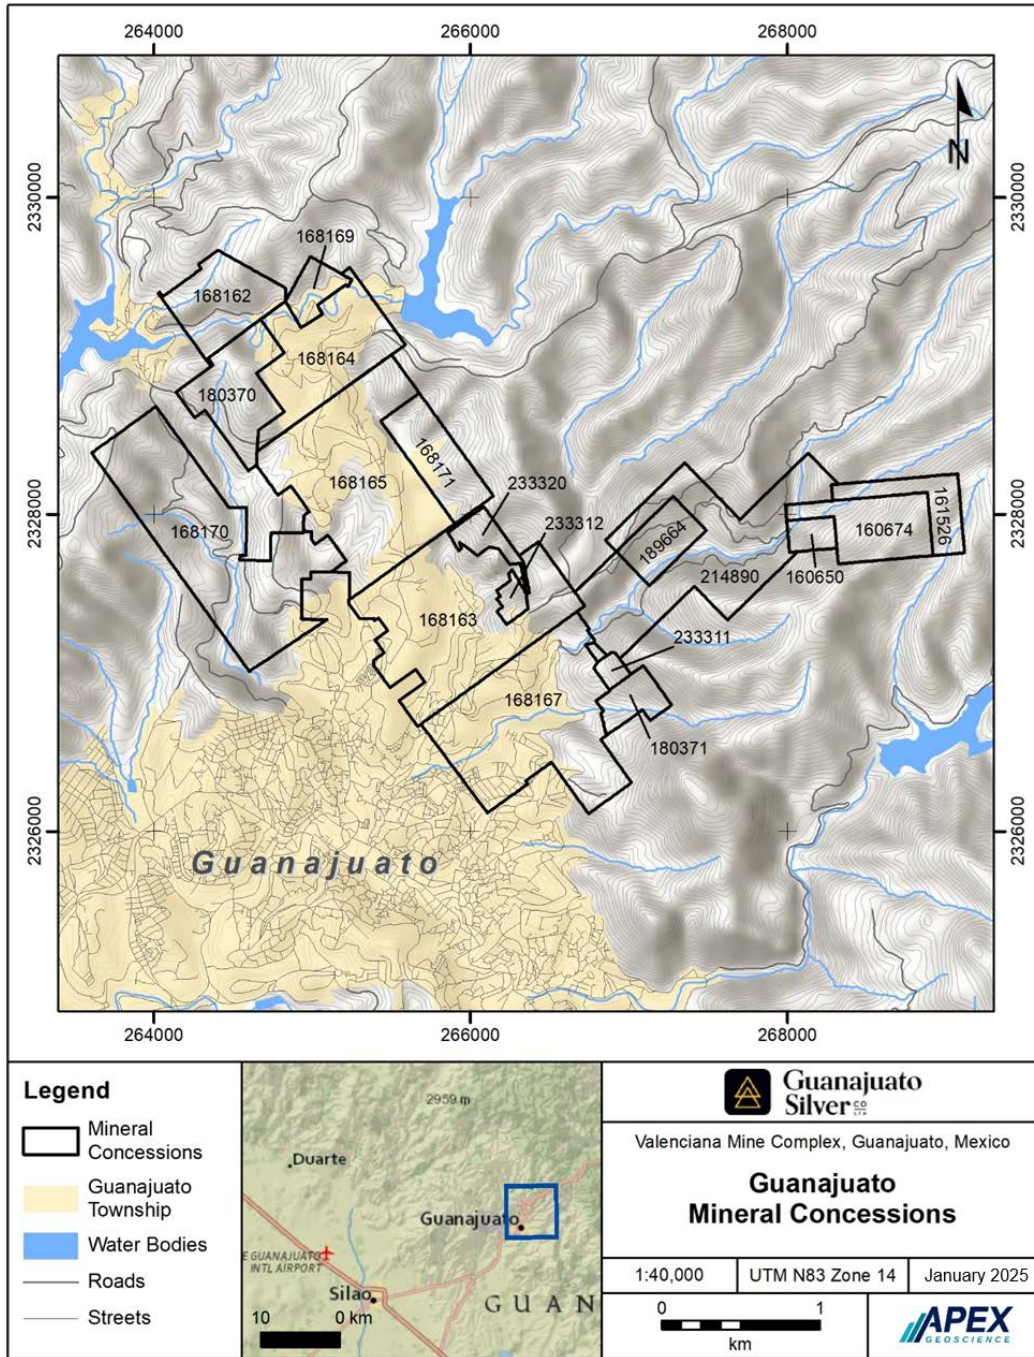 264000
266000
268000
2330000
2330000
N
168169
168162
168164
180370
168171
233320
168165
233312
2328000
2328000
168170
189664
160674
161526
214890
160650
168163
233311
168167
180371
2326000
2326000
Guanajuato
264000
266000
268000
Legend
Mineral
Concessions
Guanajuato
Township
Water Bodies
Roads
Streets
2959 m
Duarte
Guanajuato
E GUANAJUATO
INTL AIRPORT
Silao
GUAN
10 0 km
Guanajuato
Silver CO
LTD
Valenciana Mine Complex, Guanajuato, Mexico
Guanajuato
Mineral Concessions
1:40,000
UTM N83 Zone 14
January 2025
0 1
km
APEX
GEOSCIENCE